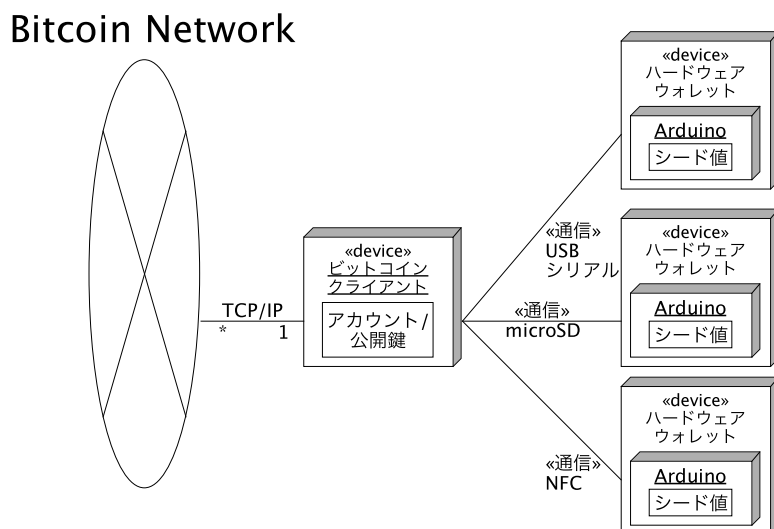 Bitcoin Network
TCP/IP
* 1
«device»
ビットコイン
クライアント
アカウント/
公開鍵
«通信»
USB
シリアル
«通信»
microSD
«通信»
NFC
«device»
ハードウェア
ウォレット
Arduino
シード値
«device»
ハードウェア
ウォレット
Arduino
シード値
«device»
ハードウェア
ウォレット
Arduino
シード値